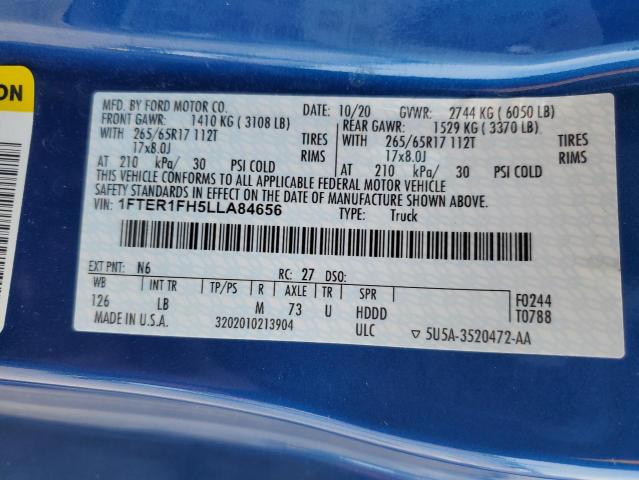 ON
MFD. BY FORD MOTOR CO. DATE: 10/20 GVWR: 2744 KG ( 6050 LB)
FRONT GAWR: 1410 KG ( 3108 LB) REAR GAWR: 1529 KG ( 3370 LB)
WITH 265/65R17 112T TIRES WITH 265/65R17 112T TIRES
17x8.0J RIMS 17x8.0J RIMS
AT 210 kPa/ 30 PSI COLD AT 210 kPa/ 30 PSI COLD
THIS VEHICLE CONFORMS TO ALL APPLICABLE FEDERAL MOTOR VEHICLE
SAFETY STANDARDS IN EFFECT ON THE DATE OF MANUFACTURE SHOWN ABOVE.
VIN: 1FTER1FH5LLA84656 TYPE: Truck
EXT PNT: N6 RC: 27 DSO:
WB INT TR TP/PS R AXLE TR SPR F0244
126 LB M 73 U HDDD T0788
MADE IN U.S.A. 3202010213904 ULC ▽ 5U5A-3520472-AA